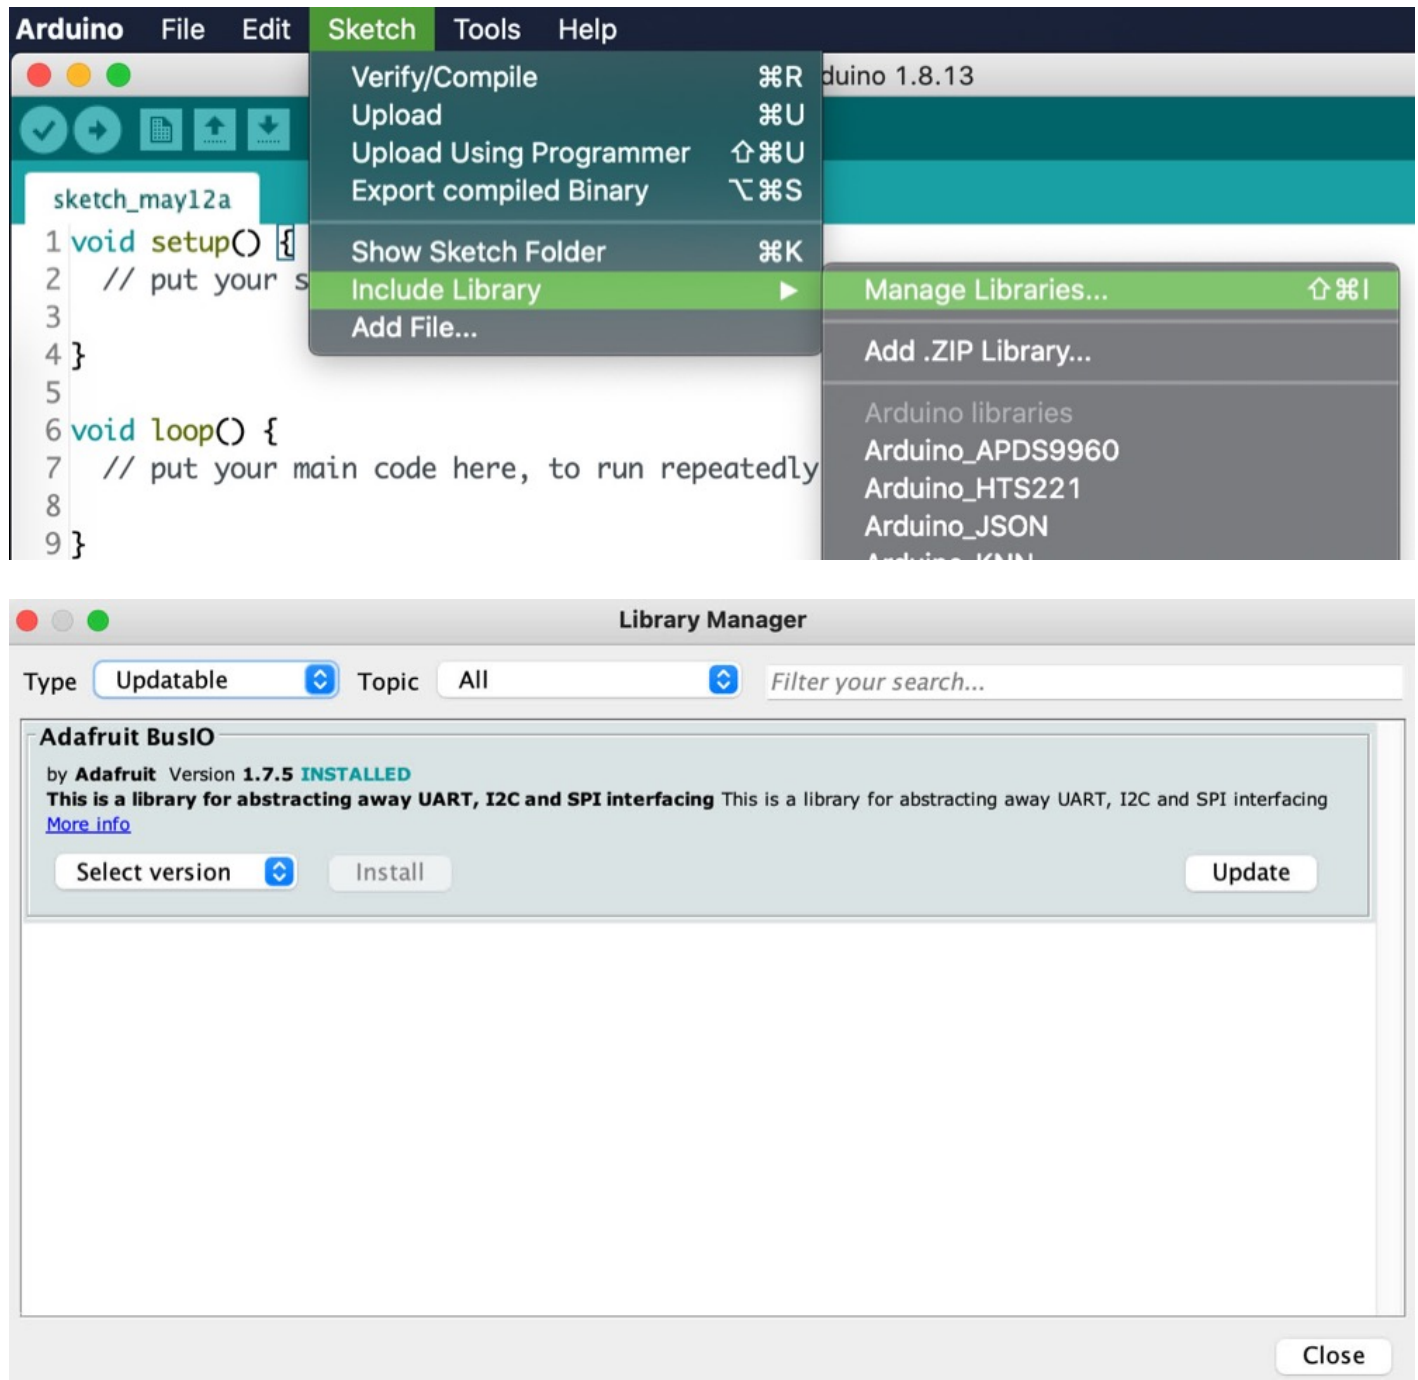 Arduino File Edit Sketch Tools Help
duino 1.8.13
Verify/Compile ⌘R
Upload ⌘U
Upload Using Programmer ⇧⌘U
Export compiled Binary ⌥⌘S
Show Sketch Folder ⌘K
Include Library ▶
Add File...
Manage Libraries... ⇧⌘I
Add .ZIP Library...
Arduino libraries
Arduino_APDS9960
Arduino_HTS221
Arduino_JSON
sketch_may12a
1 void setup() {
2 // put your s
3
4 }
5
6 void loop() {
7 // put your main code here, to run repeatedly
8
9 }
Library Manager
Type Updatable Topic All Filter your search...
Adafruit BusIO
by Adafruit Version 1.7.5 INSTALLED
This is a library for abstracting away UART, I2C and SPI interfacing This is a library for abstracting away UART, I2C and SPI interfacing
More info
Select version Install Update
Close